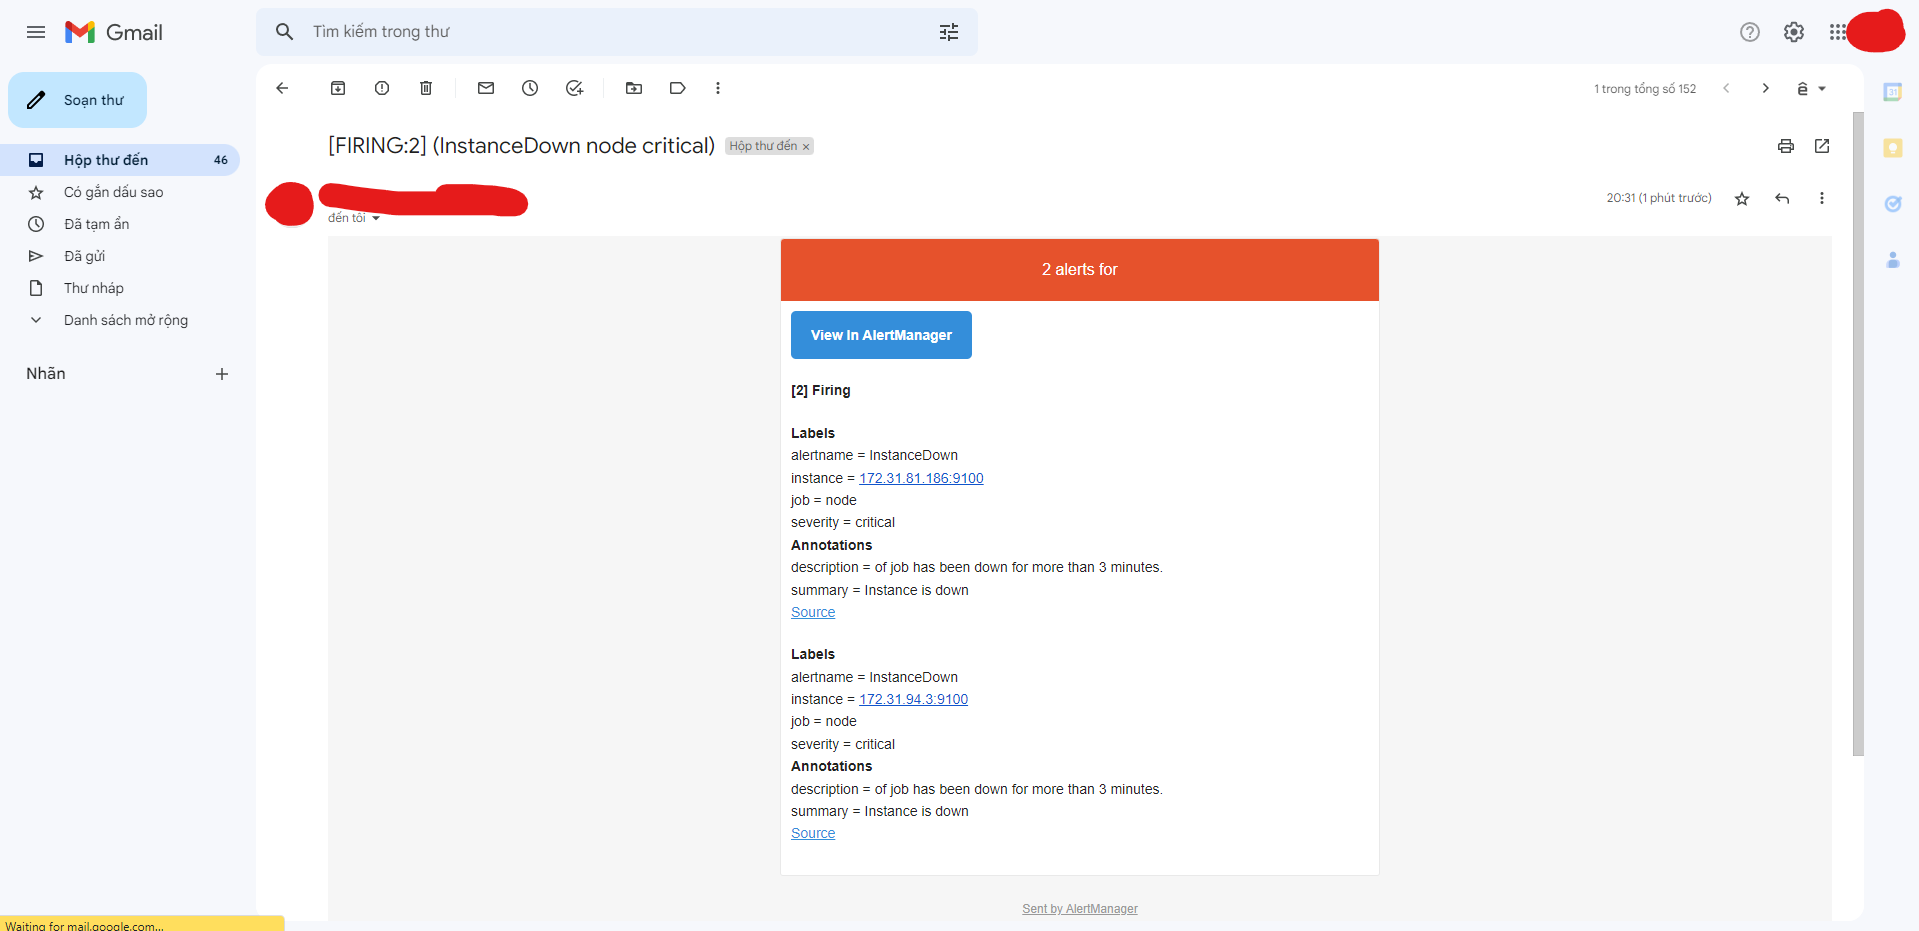 Gmail
Tìm kiếm trong thư
Soạn thư
1 trong tổng số 152
Hộp thư đến 46
Có gắn dấu sao
Đã tạm ẩn
Đã gửi
Thư nháp
Danh sách mở rộng
Nhãn
[FIRING:2] (InstanceDown node critical) Hộp thư đến ×
20:31 (1 phút trước)
đến tôi
2 alerts for
View In AlertManager
[2] Firing
Labels
alertname = InstanceDown
instance = 172.31.81.186:9100
job = node
severity = critical
Annotations
description = of job has been down for more than 3 minutes.
summary = Instance is down
Source
Labels
alertname = InstanceDown
instance = 172.31.94.3:9100
job = node
severity = critical
Annotations
description = of job has been down for more than 3 minutes.
summary = Instance is down
Source
Sent by AlertManager
Waiting for mail.google.com...
31